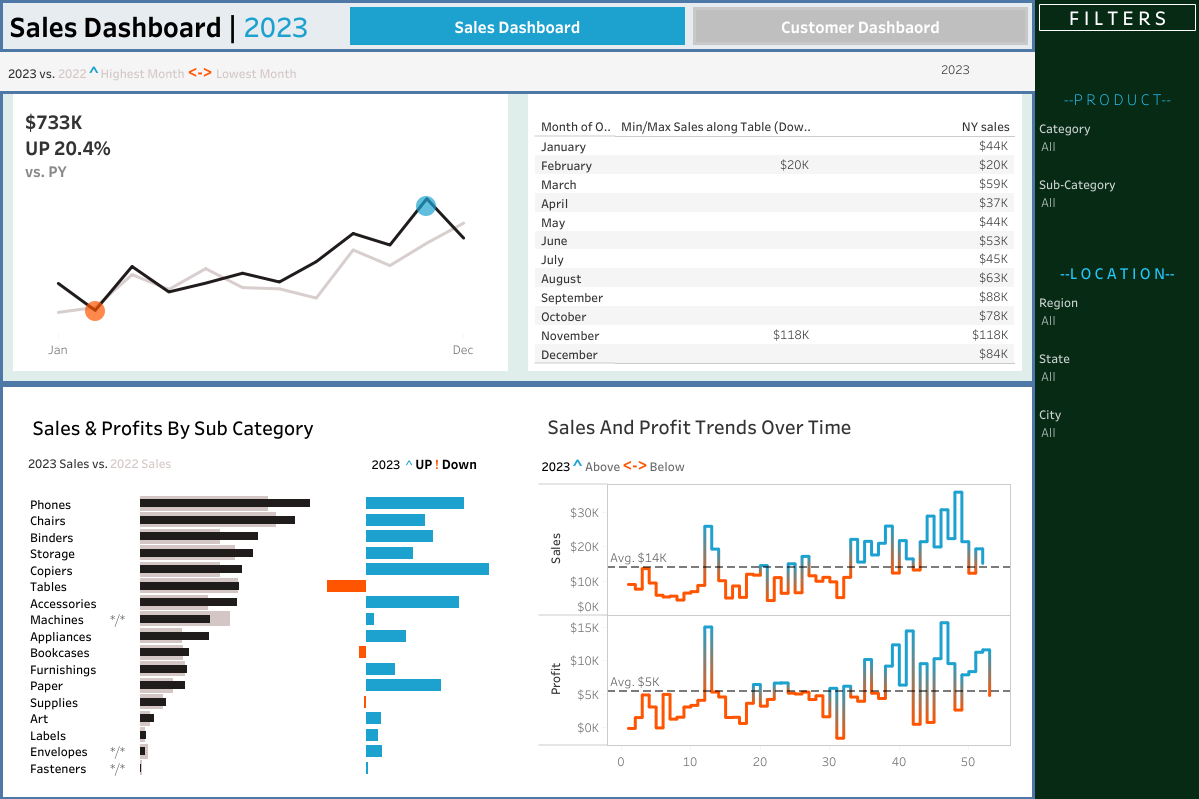 Sales Dashboard | 2023
Sales Dashboard
Customer Dashbaord
FILTERS
2023 vs. 2022 ^ Highest Month <-> Lowest Month
2023
$733K
UP 20.4%
vs. PY
Jan Dec
Month of O.. Min/Max Sales along Table (Dow.. NY sales
January $44K
February $20K $20K
March $59K
April $37K
May $44K
June $53K
July $45K
August $63K
September $88K
October $78K
November $118K $118K
December $84K
--PRODUCT--
Category
All
Sub-Category
All
--LOCATION--
Region
All
State
All
City
All
Sales & Profits By Sub Category
2023 Sales vs. 2022 Sales
2023 ^ UP ! Down
Phones
Chairs
Binders
Storage
Copiers
Tables
Accessories
Machines */*
Appliances
Bookcases
Furnishings
Paper
Supplies
Art
Labels
Envelopes */*
Fasteners */*
Sales And Profit Trends Over Time
2023 ^ Above <-> Below
Sales
$30K
$20K
Avg. $14K
$10K
$0K
Profit
$15K
$10K
Avg. $5K
$5K
$0K
0 10 20 30 40 50